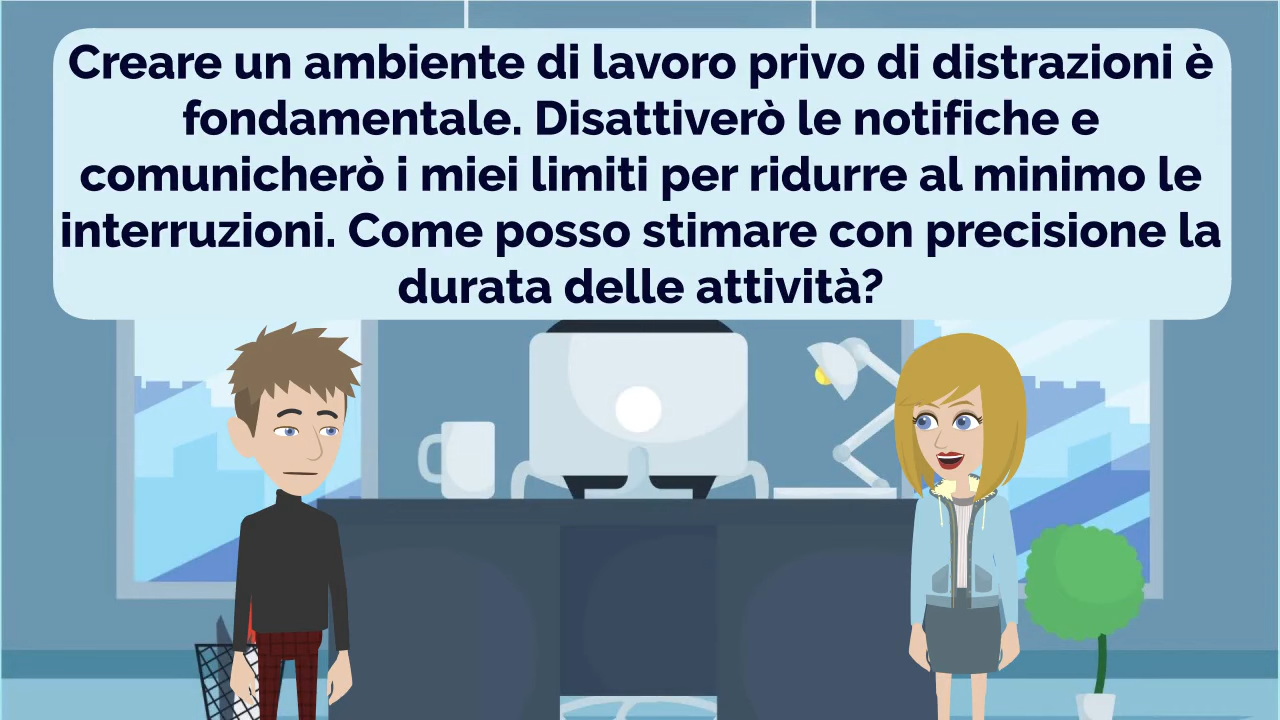 Creare un ambiente di lavoro privo di distrazioni è
fondamentale. Disattiverò le notifiche e
comunicherò i miei limiti per ridurre al minimo le
interruzioni. Come posso stimare con precisione la
durata delle attività?